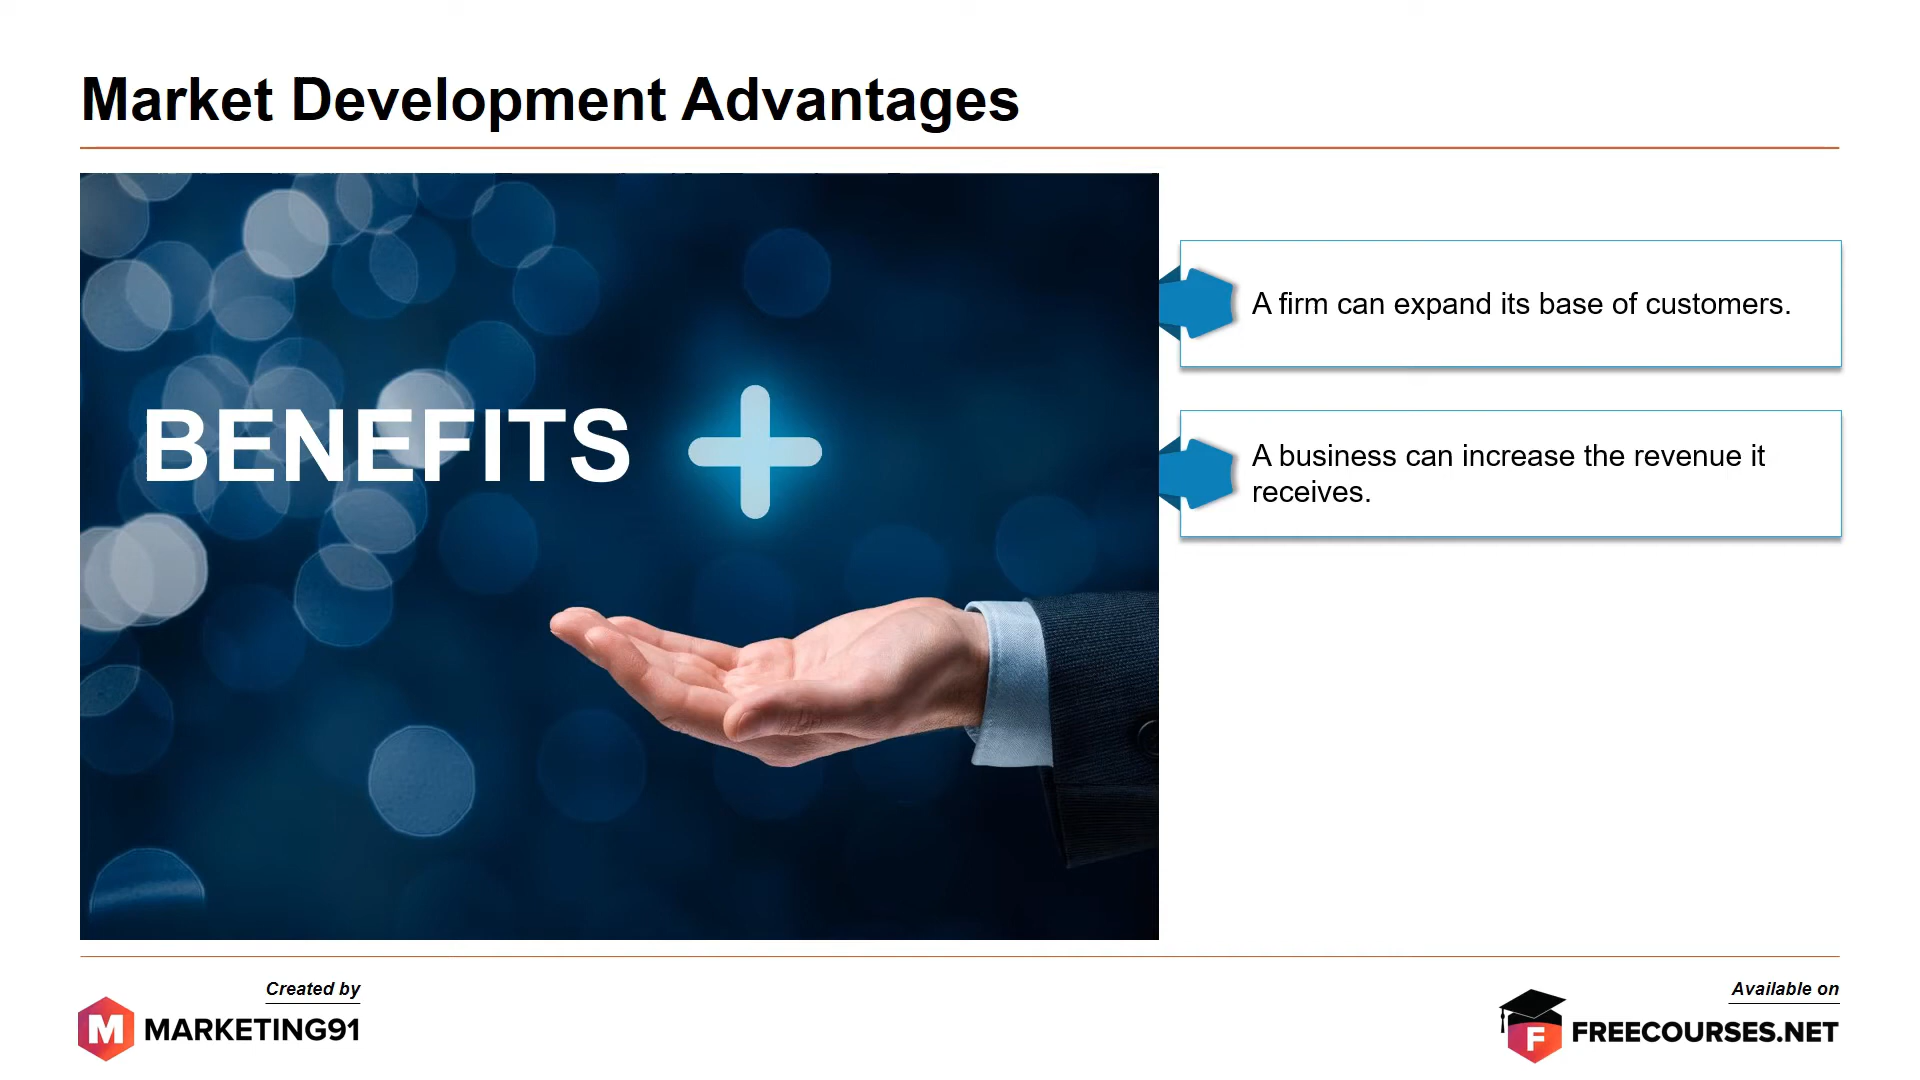 Market Development Advantages
BENEFITS
A firm can expand its base of customers.
A business can increase the revenue it
receives.
Created by
M MARKETING91
Available on
F FREECOURSES.NET